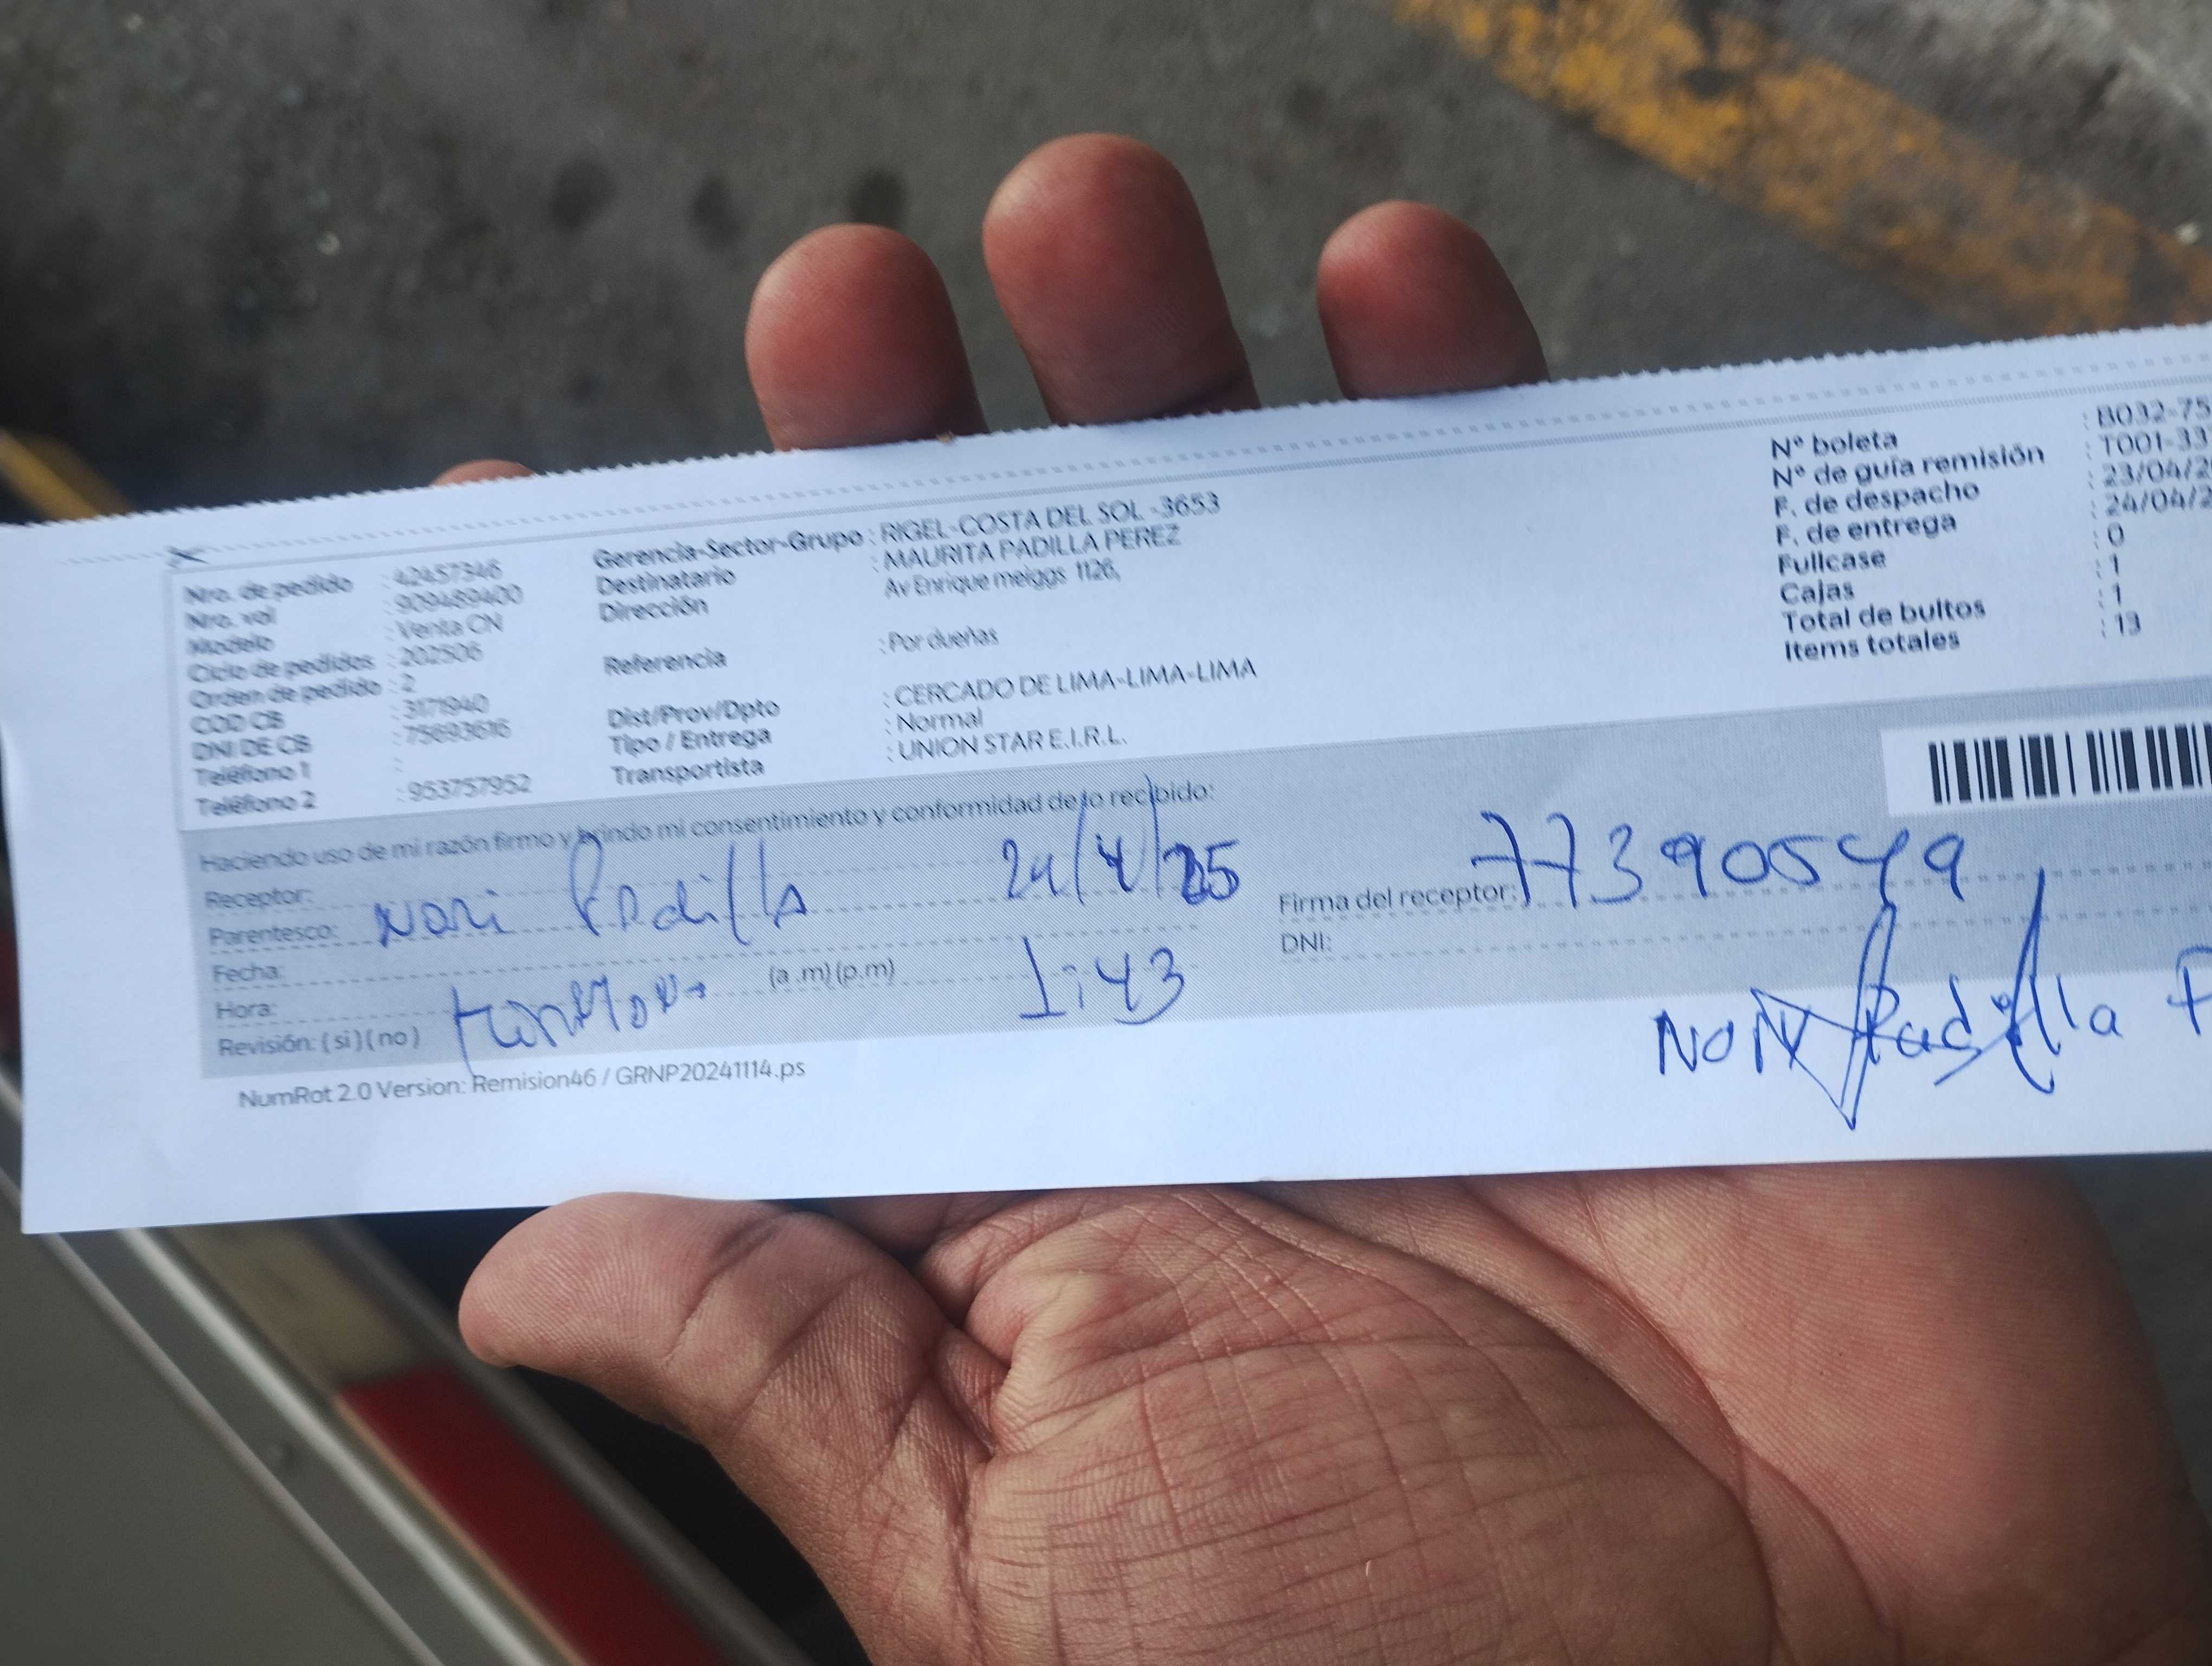 Nro. de pedido : 42457346
Nro. vol : 909489400
Modelo : Venta CN
Ciclo de pedidos : 202506
Orden de pedido : 2
COD CB : 3171940
DNI DE CB : 75693616
Teléfono 1 :
Teléfono 2 : 953757952
Gerencia-Sector-Grupo : RIGEL-COSTA DEL SOL -3653
Destinatario : MAURITA PADILLA PEREZ
Dirección Av Enrique meiggs 1126,
Referencia : Por dueñas
Dist/Prov/Dpto : CERCADO DE LIMA-LIMA-LIMA
Tipo / Entrega : Normal
Transportista : UNION STAR E.I.R.L.
N° boleta : B032-75
N° de guía remisión : T001-33
F. de despacho : 23/04/2
F. de entrega : 24/04/2
Fullcase : 0
Cajas : 1
Total de bultos : 1
Items totales : 13
Haciendo uso de mi razón firmo y brindo mi consentimiento y conformidad de lo recibido:
Receptor:
Parentesco: Nori Padilla 24/4/25
Fecha:
Hora: (a .m) (p.m) 1:43
Revisión: ( si ) ( no )
Firma del receptor: 77390549
DNI:
Nori Padilla P
NumRot 2.0 Version: Remision46 / GRNP20241114.ps